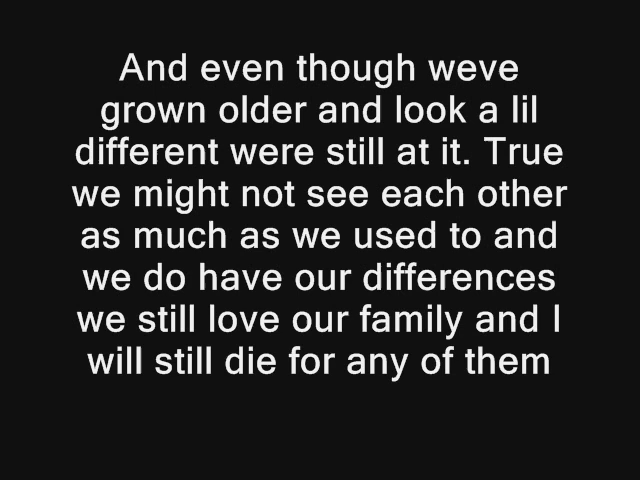 And even though weve
grown older and look a lil
different were still at it. True
we might not see each other
as much as we used to and
we do have our differences
we still love our family and I
will still die for any of them